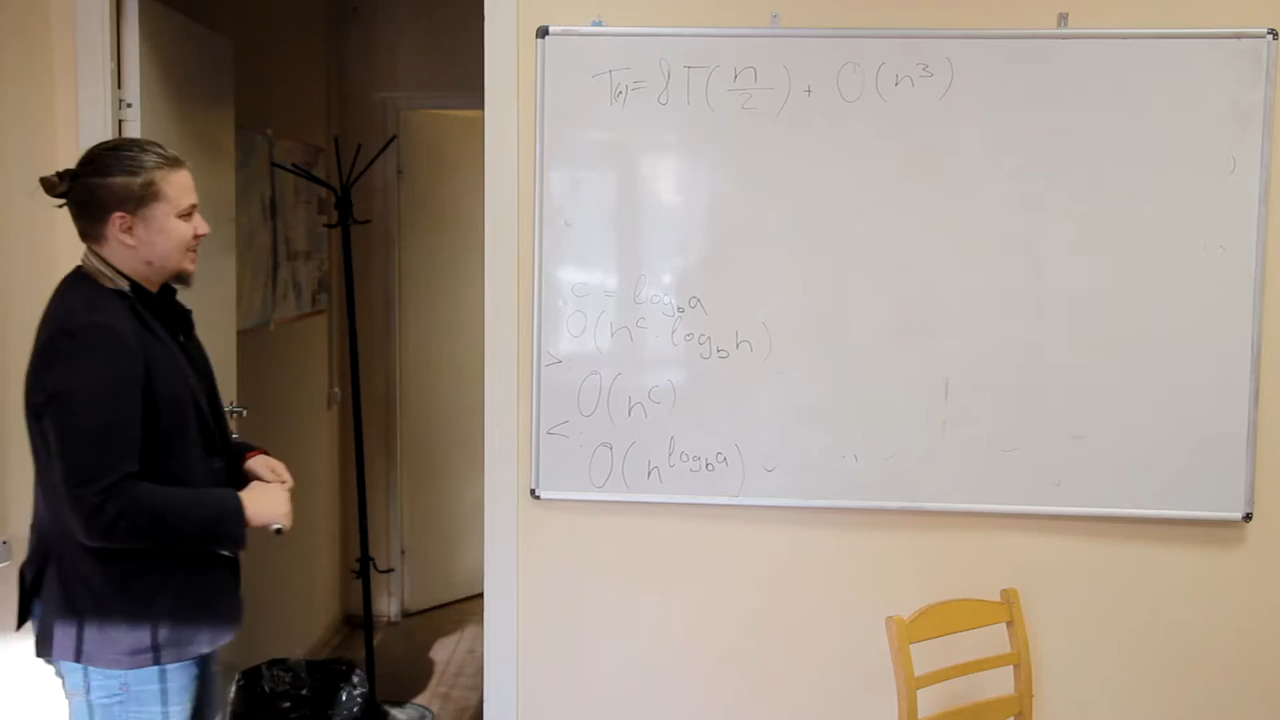 T(n)=8T(n/2)+O(n³)
c = log_b a
O(n^c · log_b n)
>:
O(n^c)
<:
O(n^{log_b a})